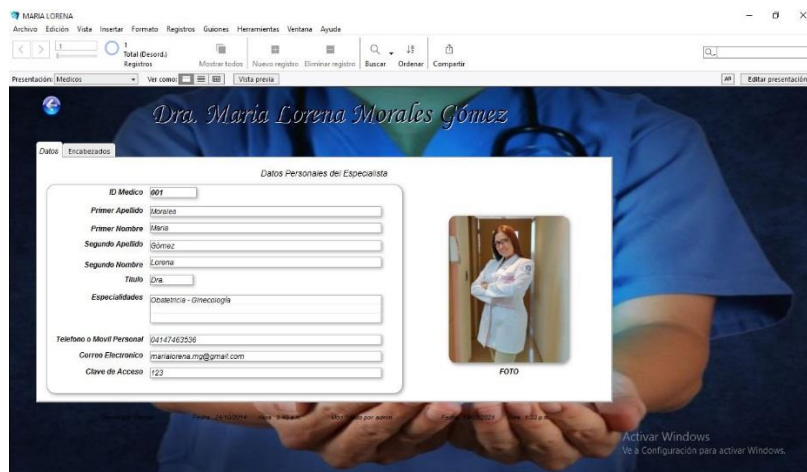 MARIA LORENA
Archivo Edición Vista Insertar Formato Registros Guiones Herramientas Ventana Ayuda
1
1
Total (Desord.)
Registros
Mostrar todos Nuevo registro Eliminar registro Buscar Ordenar Compartir
Presentación: Medicos Ver como: Vista previa Editar presentación
Dra. Maria Lorena Morales Gómez
Datos Encabezados
Datos Personales del Especialista
ID Medico 001
Primer Apellido Morales
Primer Nombre Maria
Segundo Apellido Gómez
Segundo Nombre Lorena
Titulo Dra.
Especialidades Obstetricia - Ginecología
Telefono o Movil Personal 04147463536
Correo Electronico marialorena.mg@gmail.com
Clave de Acceso 123
FOTO
Activar Windows
Ve a Configuración para activar Windows.